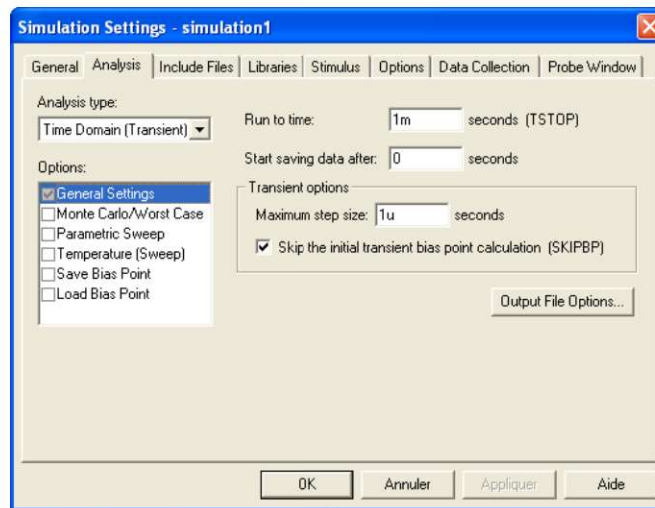 Simulation Settings - simulation1
General Analysis Include Files Libraries Stimulus Options Data Collection Probe Window
Analysis type:
Time Domain (Transient)
Options:
General Settings
Monte Carlo/Worst Case
Parametric Sweep
Temperature (Sweep)
Save Bias Point
Load Bias Point
Run to time: 1m seconds (TSTOP)
Start saving data after: 0 seconds
Transient options
Maximum step size: 1u seconds
Skip the initial transient bias point calculation (SKIPBP)
Output File Options...
OK Annuler Appliquer Aide